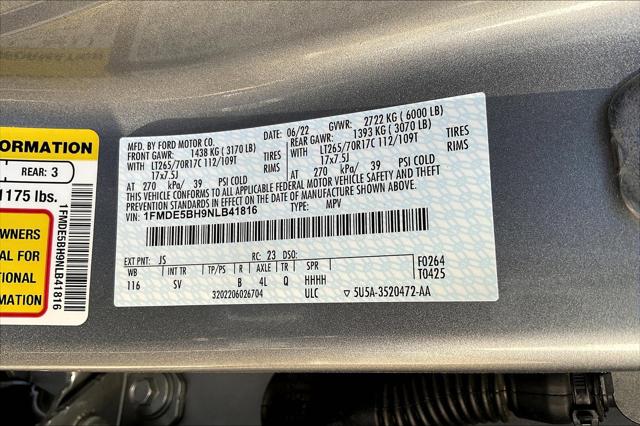 FORMATION
REAR: 3
1175 lbs.
OWNERS
IAL FOR
TIONAL
RMATION
1FMDE5BH9NLB41816
MFD. BY FORD MOTOR CO.
FRONT GAWR: 1438 KG ( 3170 LB)
WITH LT265/70R17C 112/109T TIRES
17x7.5J RIMS
AT 270 kPa/ 39 PSI COLD
DATE: 06/22 GVWR: 2722 KG ( 6000 LB)
REAR GAWR: 1393 KG ( 3070 LB)
WITH LT265/70R17C 112/109T TIRES
17x7.5J RIMS
AT 270 kPa/ 39 PSI COLD
THIS VEHICLE CONFORMS TO ALL APPLICABLE FEDERAL MOTOR VEHICLE SAFETY AND THEFT
PREVENTION STANDARDS IN EFFECT ON THE DATE OF MANUFACTURE SHOWN ABOVE.
VIN: 1FMDE5BH9NLB41816 TYPE: MPV
EXT PNT: JS RC: 23 DSO:
WB INT TR TP/PS R AXLE TR SPR
116 SV B 4L Q HHHH
3202206026704 ULC
F0264
T0425
▽ 5U5A-3520472-AA